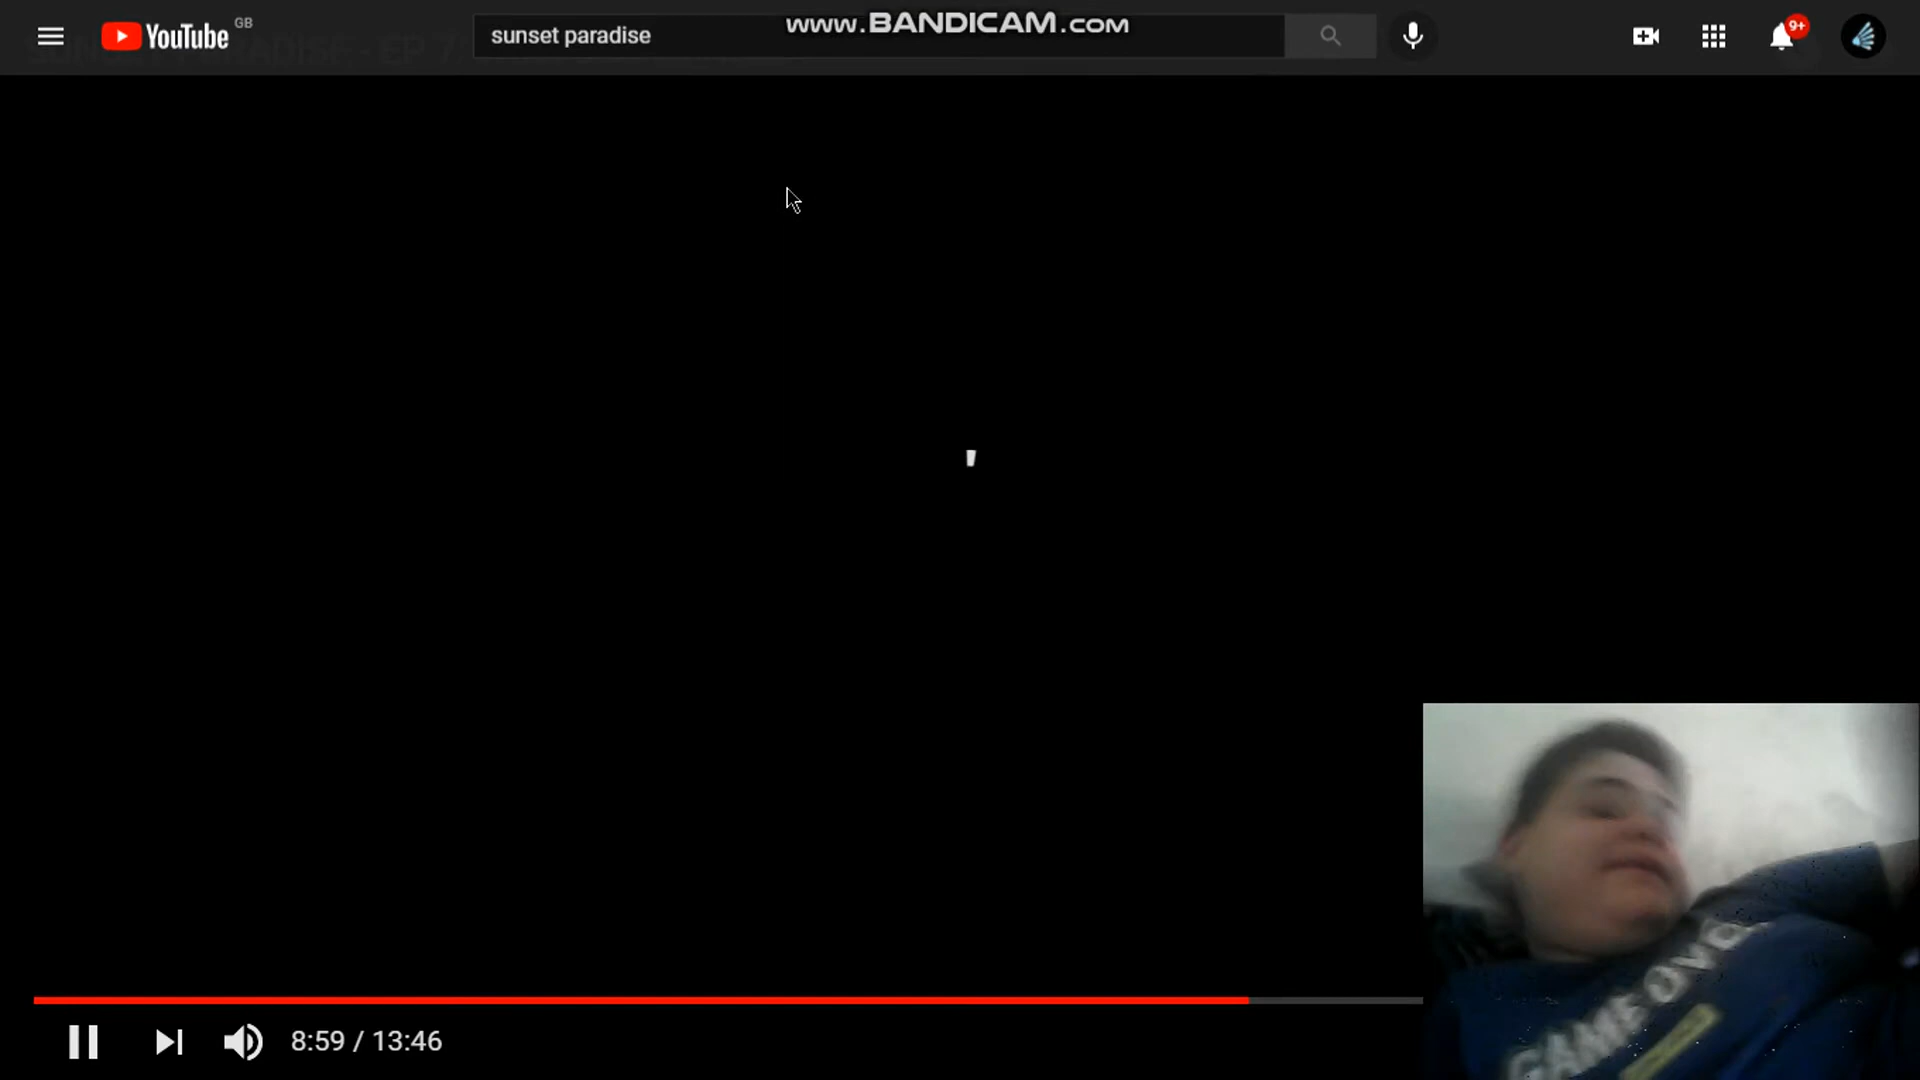 YouTube GB
sunset paradise
www.BANDICAM.com
9+
GAME OVE
8:59 / 13:46